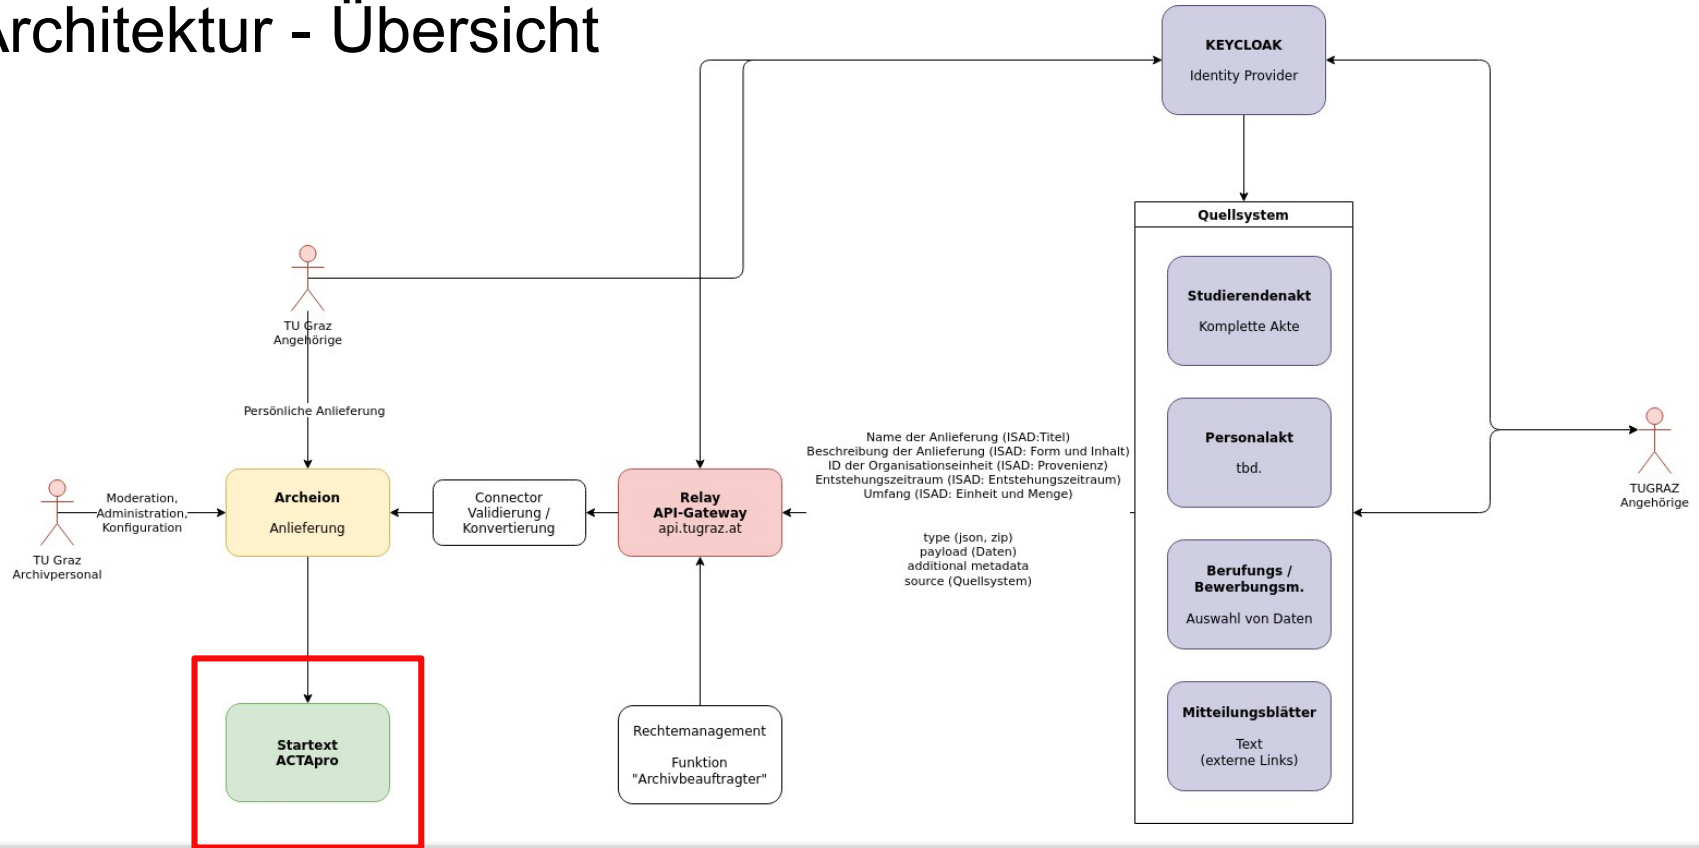 Architektur - Übersicht
KEYCLOAK
Identity Provider
Quellsystem
Studierendenakt
Komplette Akte
Personalakt
tbd.
Berufungs /
Bewerbungsm.
Auswahl von Daten
Mitteilungsblätter
Text
(externe Links)
TU Graz
Angehörige
Persönliche Anlieferung
TU Graz
Archivpersonal
Moderation,
Administration,
Konfiguration
Archeion
Anlieferung
Connector
Validierung /
Konvertierung
Relay
API-Gateway
api.tugraz.at
Name der Anlieferung (ISAD:Titel)
Beschreibung der Anlieferung (ISAD: Form und Inhalt)
ID der Organisationseinheit (ISAD: Provenienz)
Entstehungszeitraum (ISAD: Entstehungszeitraum)
Umfang (ISAD: Einheit und Menge)
type (json, zip)
payload (Daten)
additional metadata
source (Quellsystem)
TUGRAZ
Angehörige
Startext
ACTApro
Rechtemanagement
Funktion
"Archivbeauftragter"